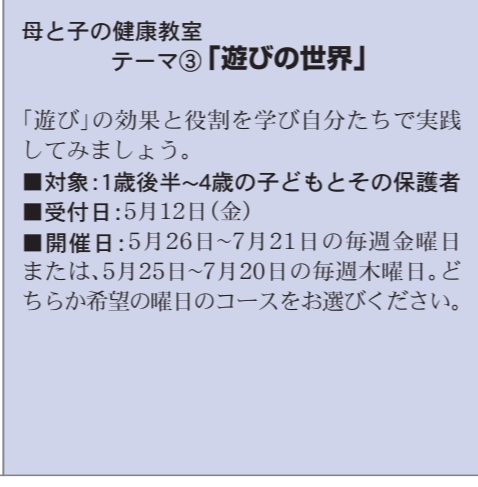 母と子の健康教室
テーマ③「遊びの世界」
「遊び」の効果と役割を学び自分たちで実践
してみましょう。
■対象：1歳後半~4歳の子どもとその保護者
■受付日：5月12日（金）
■開催日：5月26日~7月21日の毎週金曜日
または、5月25日~7月20日の毎週木曜日。ど
ちらか希望の曜日のコースをお選びください。